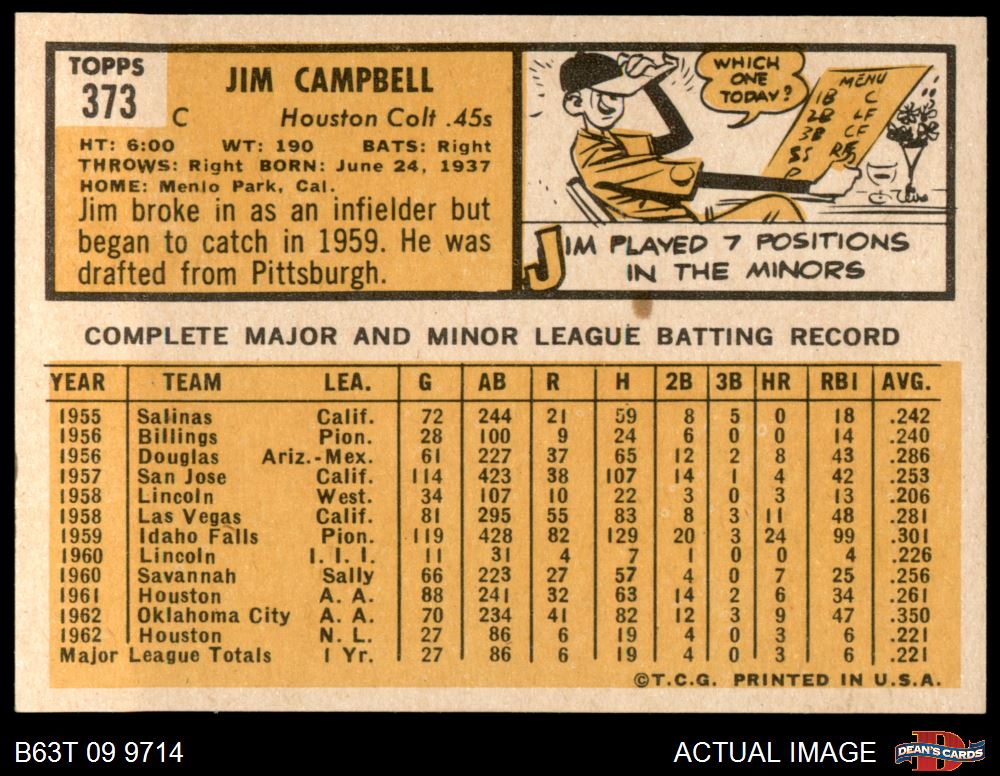 TOPPS
373
JIM CAMPBELL
C
Houston Colt .45s
HT: 6:00 WT: 190 BATS: Right
THROWS: Right BORN: June 24, 1937
HOME: Menlo Park, Cal.
Jim broke in as an infielder but
began to catch in 1959. He was
drafted from Pittsburgh.
WHICH
ONE
TODAY?
MENU
1B C
2B LF
3B CF
SS RF
P
JIM PLAYED 7 POSITIONS
IN THE MINORS
COMPLETE MAJOR AND MINOR LEAGUE BATTING RECORD
YEAR TEAM LEA. G AB R H 2B 3B HR RBI AVG.
1955 Salinas Calif. 72 244 21 59 8 5 0 18 .242
1956 Billings Pion. 28 100 9 24 6 0 0 14 .240
1956 Douglas Ariz.-Mex. 61 227 37 65 12 2 8 43 .286
1957 San Jose Calif. 114 423 38 107 14 1 4 42 .253
1958 Lincoln West. 34 107 10 22 3 0 3 13 .206
1958 Las Vegas Calif. 81 295 55 83 8 3 11 48 .281
1959 Idaho Falls Pion. 119 428 82 129 20 3 24 99 .301
1960 Lincoln I. I. I. 11 31 4 7 1 0 0 4 .226
1960 Savannah Sally 66 223 27 57 4 0 7 25 .256
1961 Houston A. A. 88 241 32 63 14 2 6 34 .261
1962 Oklahoma City A. A. 70 234 41 82 12 3 9 47 .350
1962 Houston N. L. 27 86 6 19 4 0 3 6 .221
Major League Totals 1 Yr. 27 86 6 19 4 0 3 6 .221
©T.C.G. PRINTED IN U.S.A.
B63T 09 9714
ACTUAL IMAGE
DEAN'S CARDS